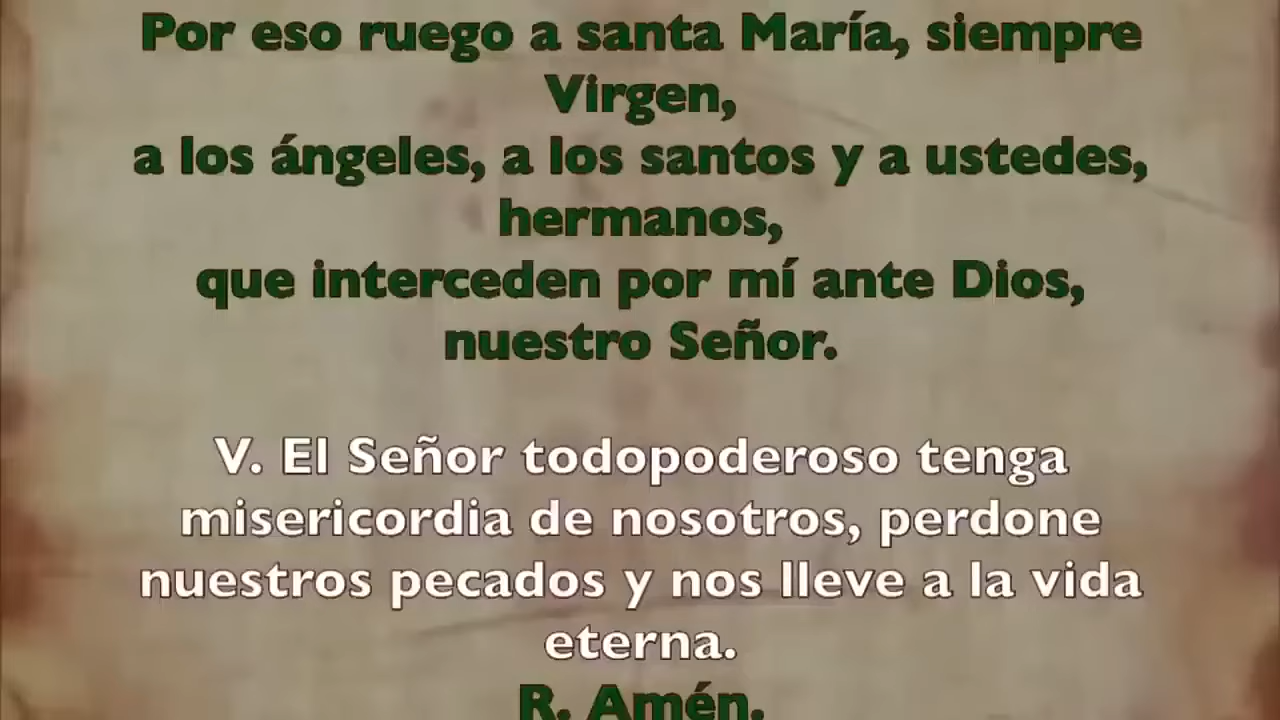 Por eso ruego a santa María, siempre
Virgen,
a los ángeles, a los santos y a ustedes,
hermanos,
que interceden por mí ante Dios,
nuestro Señor.
V. El Señor todopoderoso tenga
misericordia de nosotros, perdone
nuestros pecados y nos lleve a la vida
eterna.
R. Amén.